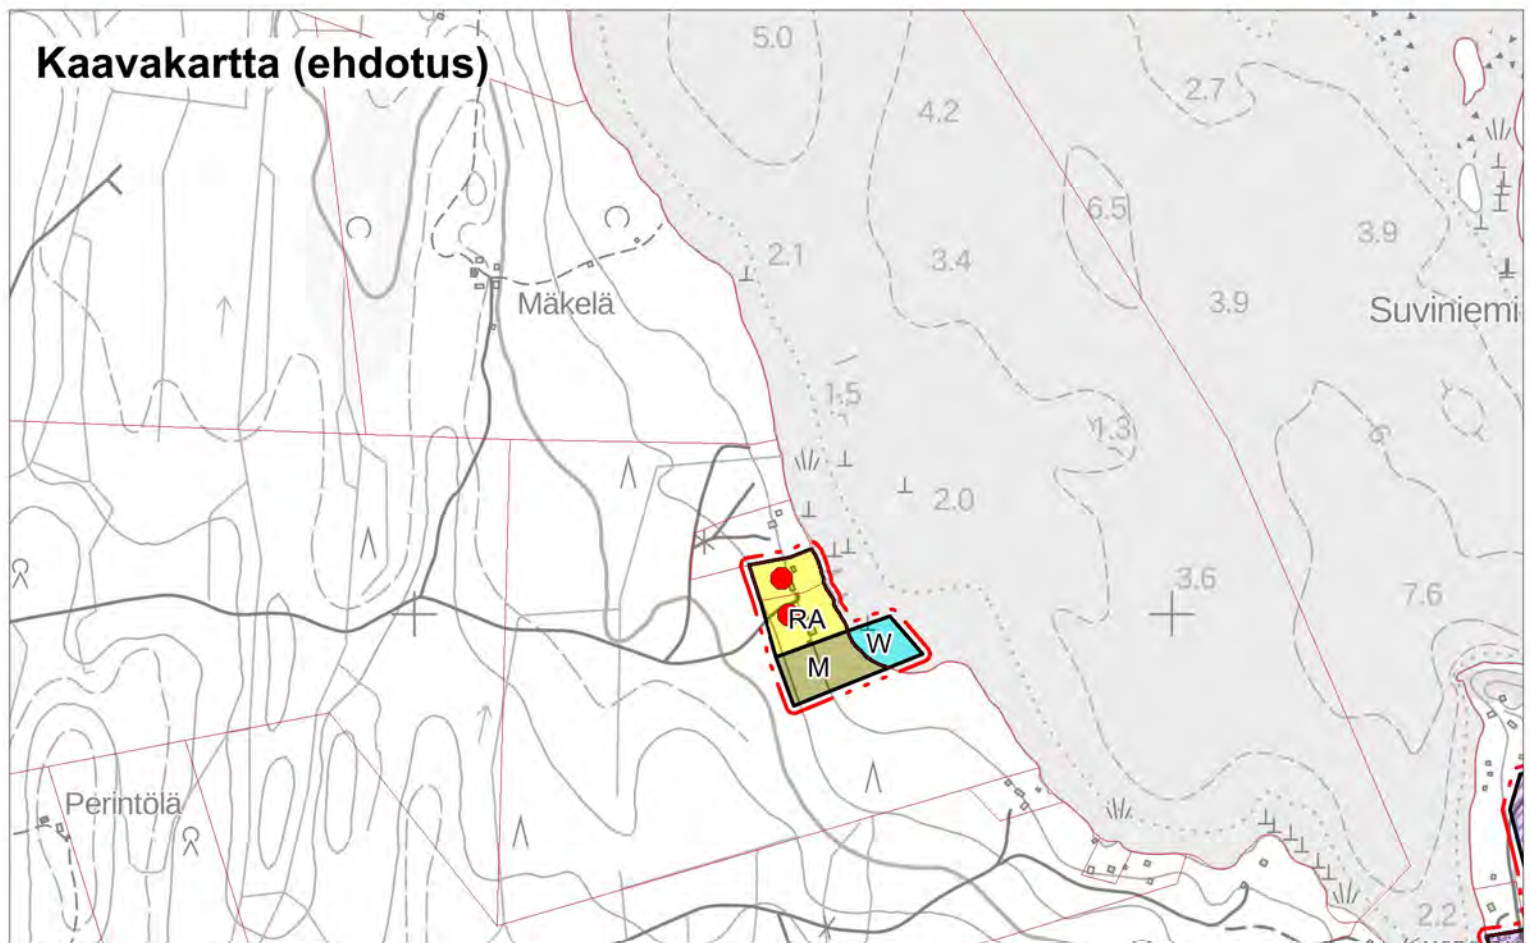 Kaavakartta (ehdotus)
5.0
2.7
4.2
6.5
3.9
2.1
3.4
Mäkelä
3.9
Suviniemi
1.5
1.3
2.0
3.6
7.6
RA
W
M
Perintölä
2.2